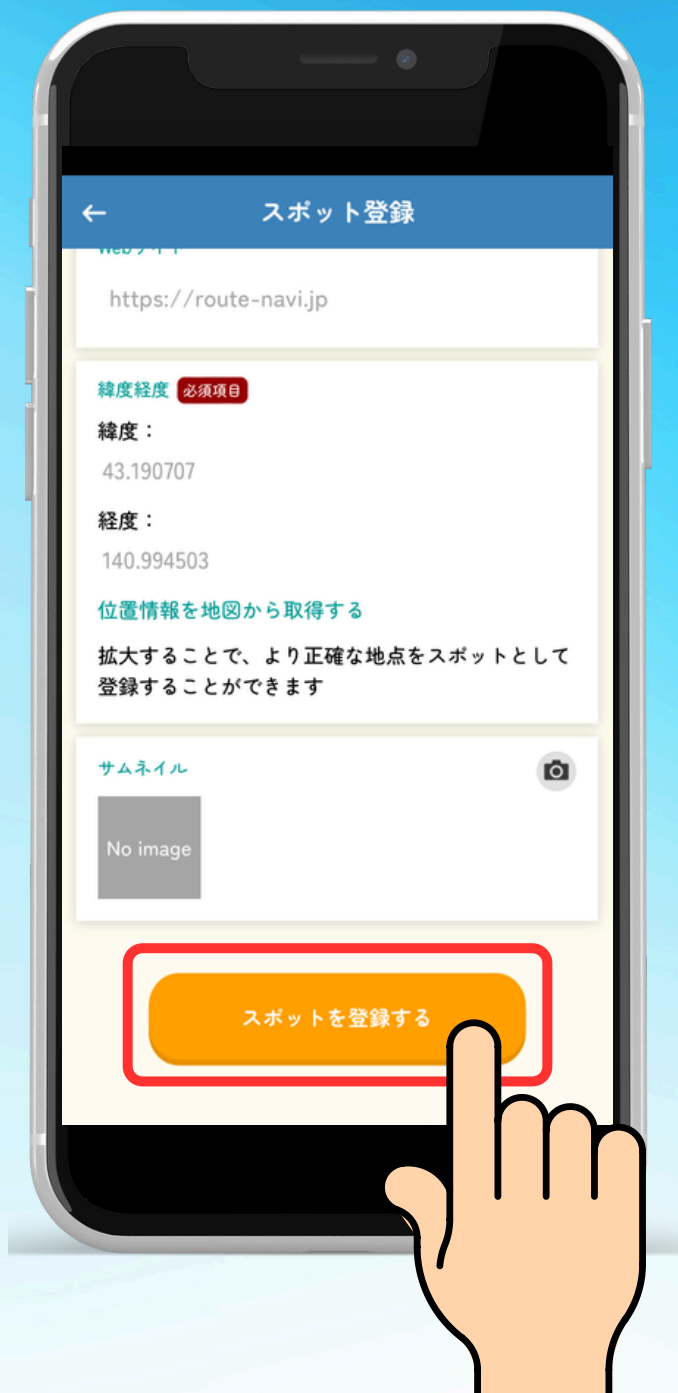 スポット登録
https://route-navi.jp
緯度経度 必須項目
緯度：
43.190707
経度：
140.994503
位置情報を地図から取得する
拡大することで、より正確な地点をスポットとして
登録することができます
サムネイル
No image
スポットを登録する